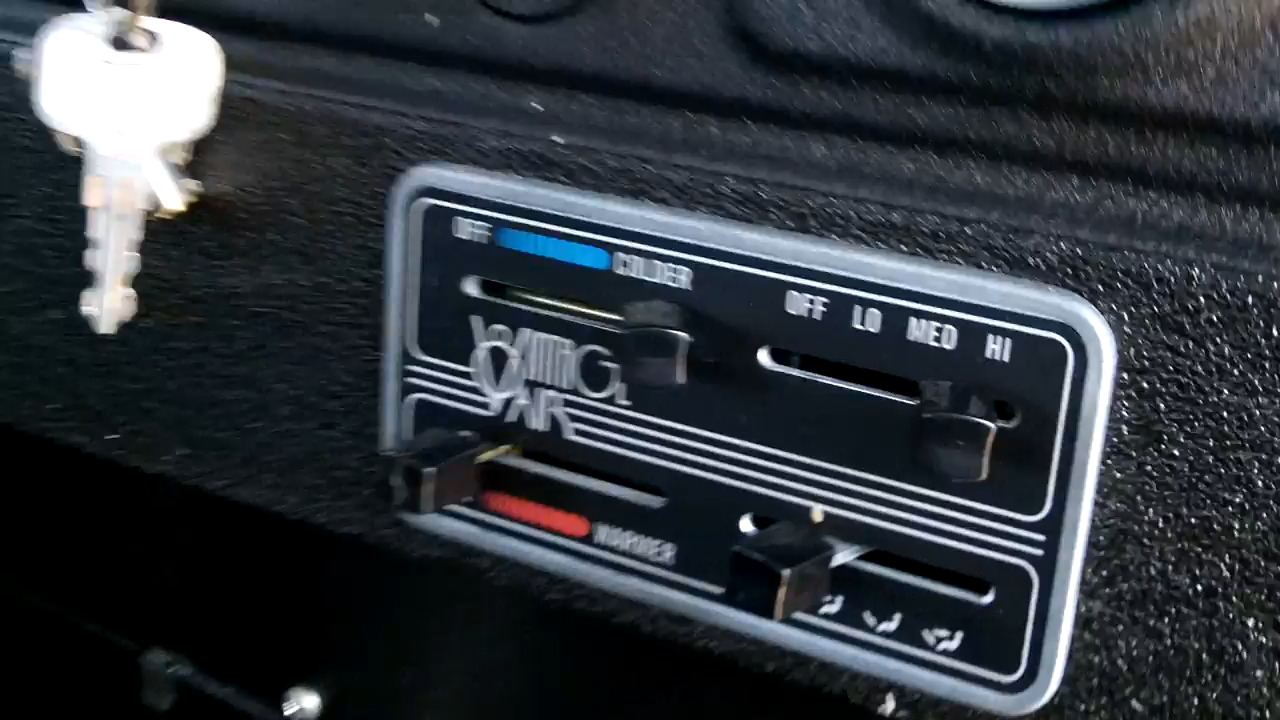 OFF COLDER
OFF LO MED HI
VINTAGE
AIR
WARMER